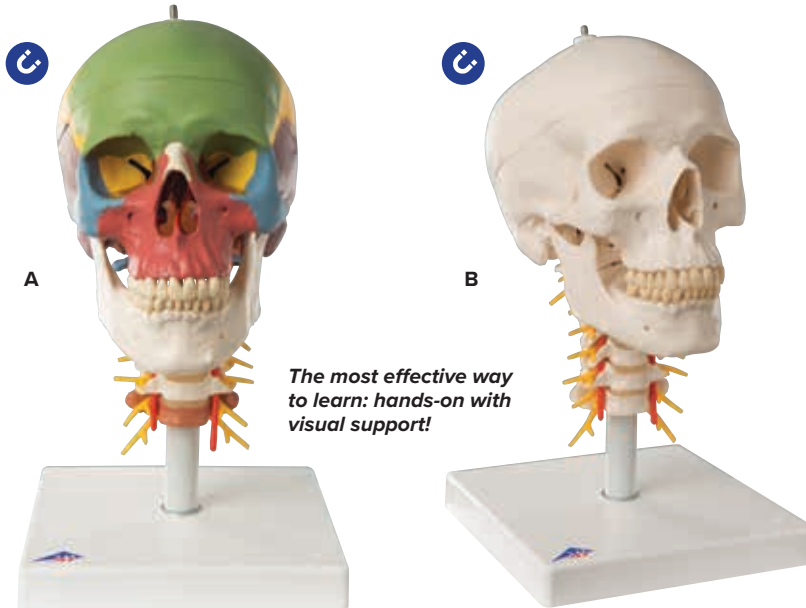 A
B
The most effective way
to learn: hands-on with
visual support!